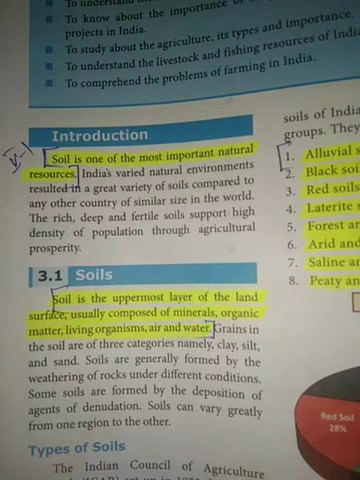 To understand the
To know about the importance of
projects in India.
To study about the agriculture, its types and importance.
To understand the livestock and fishing resources of India
To comprehend the problems of farming in India.
Introduction
Soil is one of the most important natural
resources. India's varied natural environments
resulted in a great variety of soils compared to
any other country of similar size in the world.
The rich, deep and fertile soils support high
density of population through agricultural
prosperity.
3.1 Soils
Soil is the uppermost layer of the land
surface, usually composed of minerals, organic
matter, living organisms, air and water. Grains in
the soil are of three categories namely, clay, silt,
and sand. Soils are generally formed by the
weathering of rocks under different conditions.
Some soils are formed by the deposition of
agents of denudation. Soils can vary greatly
from one region to the other.
Types of Soils
The Indian Council of Agriculture
soils of India
groups. They
1. Alluvial
2. Black soi
3. Red soils
4. Laterite
5. Forest
6. Arid and
7. Saline
8. Peaty an
Red Soil
28%